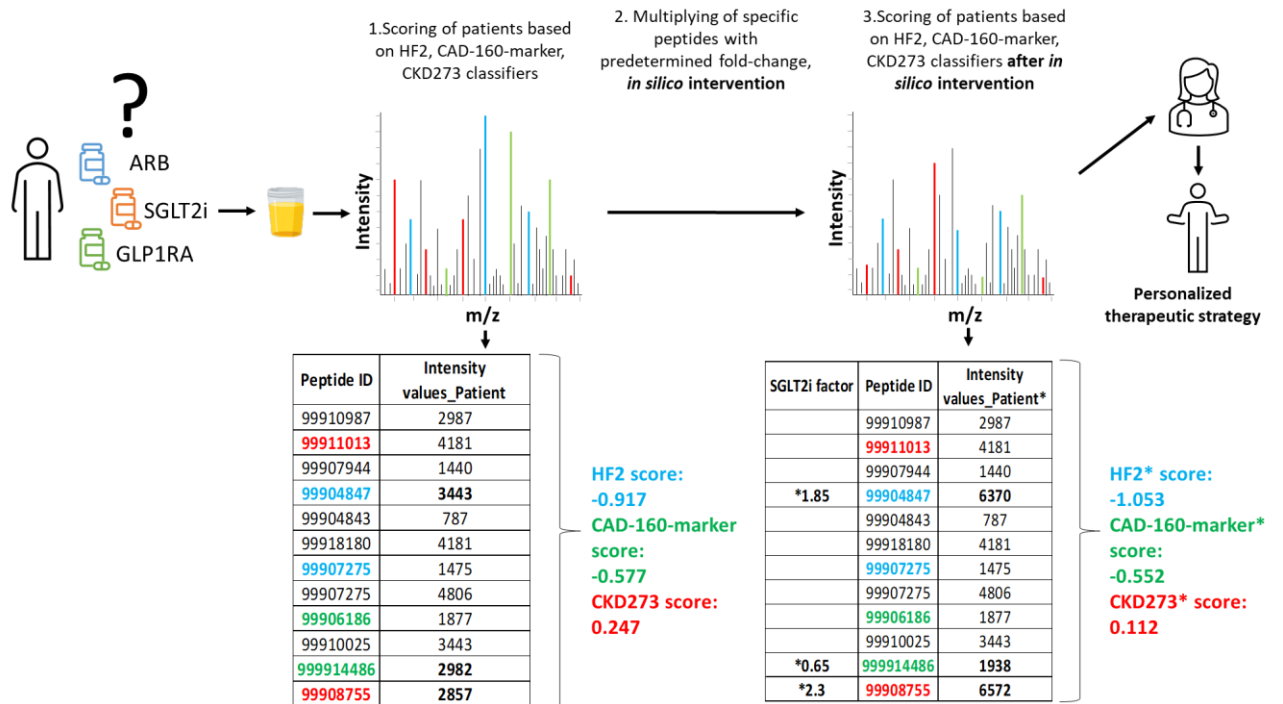 1.Scoring of patients based
on HF2, CAD-160-marker,
CKD273 classifiers
2. Multiplying of specific
peptides with
predetermined fold-change,
in silico intervention
3.Scoring of patients based
on HF2, CAD-160-marker,
CKD273 classifiers after in
silico intervention
?
ARB
SGLT2i
GLP1RA
Intensity
m/z
Intensity
m/z
Personalized
therapeutic strategy
Peptide ID Intensity values_Patient
99910987 2987
99911013 4181
99907944 1440
99904847 3443
99904843 787
99918180 4181
99907275 1475
99907275 4806
99906186 1877
99910025 3443
999914486 2982
99908755 2857
HF2 score:
-0.917
CAD-160-marker
score:
-0.577
CKD273 score:
0.247
SGLT2i factor Peptide ID Intensity values_Patient*
99910987 2987
99911013 4181
99907944 1440
*1.85 99904847 6370
99904843 787
99918180 4181
99907275 1475
99907275 4806
99906186 1877
99910025 3443
*0.65 999914486 1938
*2.3 99908755 6572
HF2* score:
-1.053
CAD-160-marker*
score:
-0.552
CKD273* score:
0.112